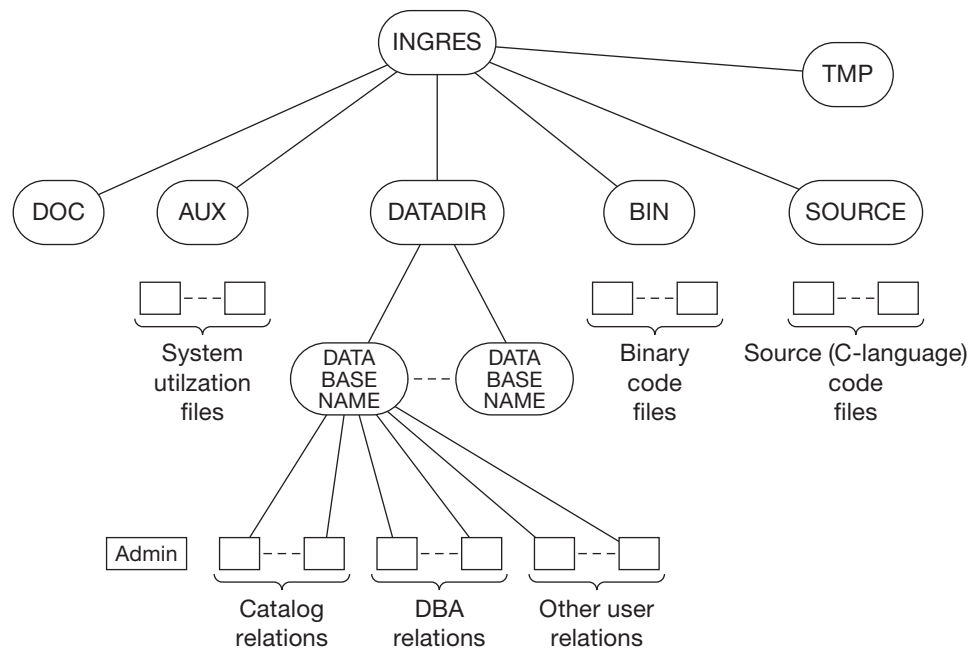 INGRES
TMP
DOC
AUX
DATADIR
BIN
SOURCE
System
utilzation
files
DATA
BASE
NAME
DATA
BASE
NAME
Binary
code
files
Source (C-language)
code
files
Admin
Catalog
relations
DBA
relations
Other user
relations